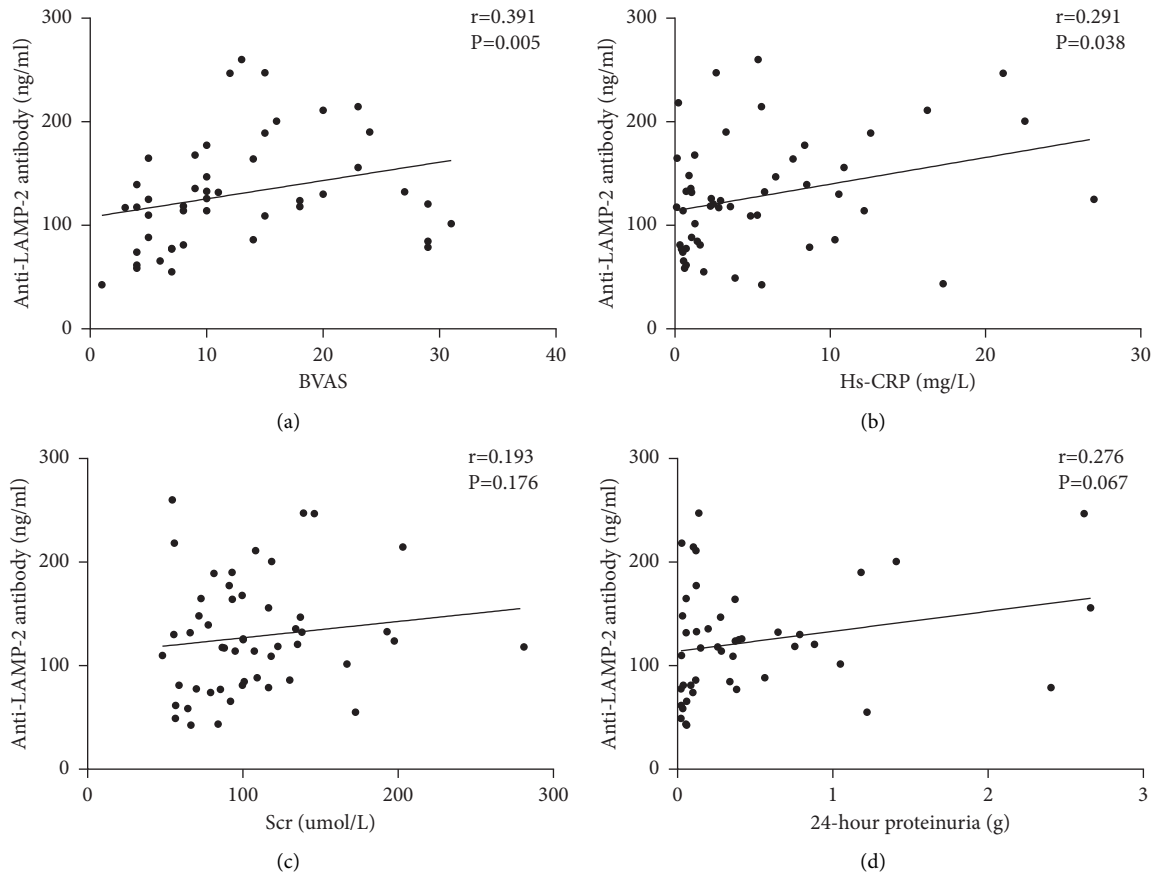 r=0.391
P=0.005
300
200
100
0
Anti-LAMP-2 antibody (ng/ml)
0 10 20 30 40
BVAS
(a)
r=0.291
P=0.038
300
200
100
0
Anti-LAMP-2 antibody (ng/ml)
0 10 20 30
Hs-CRP (mg/L)
(b)
r=0.193
P=0.176
300
200
100
0
Anti-LAMP-2 antibody (ng/ml)
0 100 200 300
Scr (umol/L)
(c)
r=0.276
P=0.067
300
200
100
0
Anti-LAMP-2 antibody (ng/ml)
0 1 2 3
24-hour proteinuria (g)
(d)